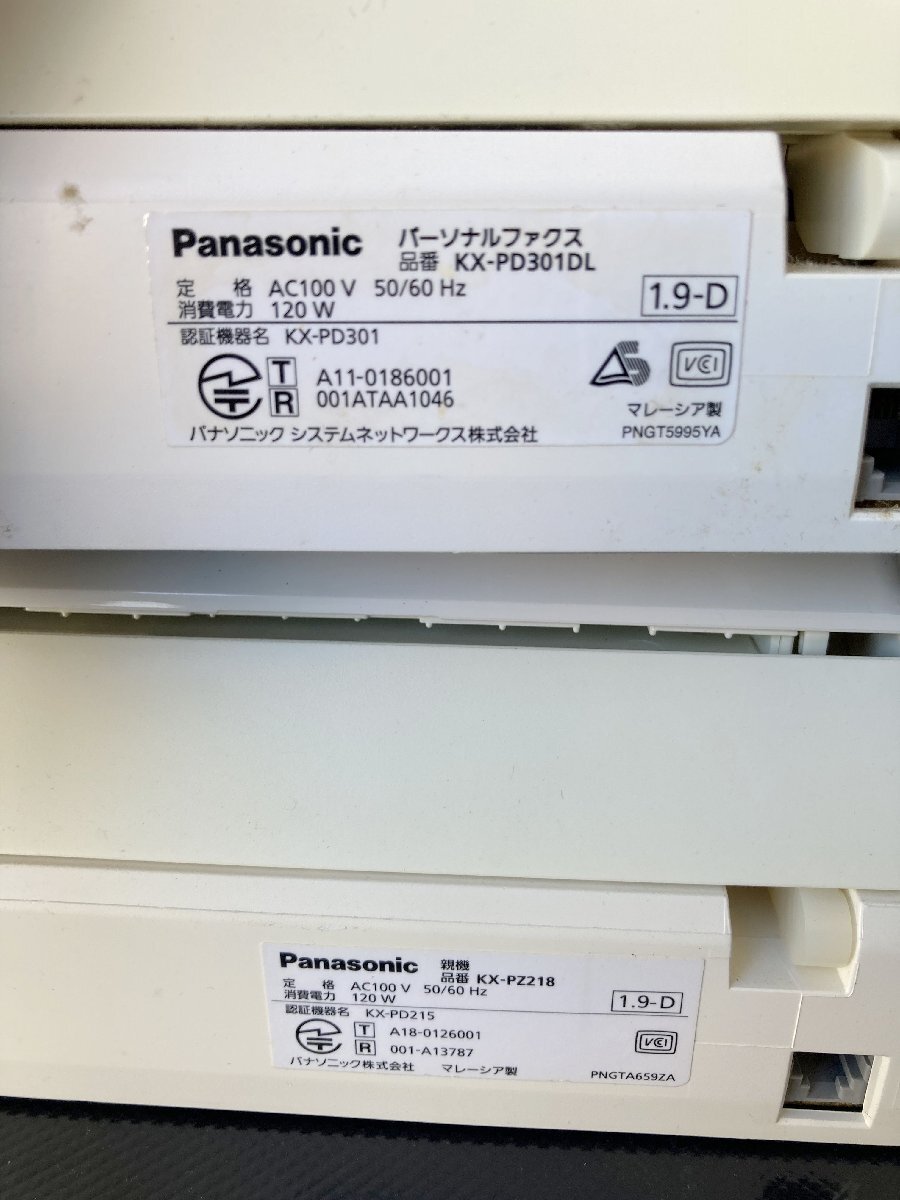 Panasonic パーソナルファクス
品番 KX-PD301DL
定 格 AC100 V 50/60 Hz
消費電力 120 W
1.9-D
認証機器名 KX-PD301
T A11-0186001
R 001ATAA1046
VCI
マレーシア製
パナソニック システムネットワークス株式会社 PNGT5995YA
Panasonic 親機
品番 KX-PZ218
定 格 AC100 V 50/60 Hz
消費電力 120 W
1.9-D
認証機器名 KX-PD215
T A18-0126001
R 001-A13787
VCI
パナソニック株式会社 マレーシア製 PNGTA659ZA